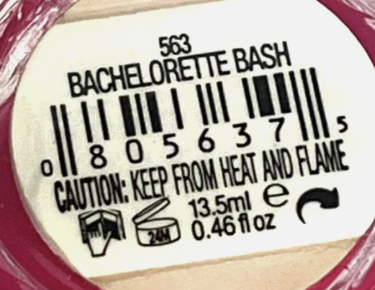 563
BACHELORETTE BASH
0 805637 5
CAUTION: KEEP FROM HEAT AND FLAME
24M 13.5ml e
0.46 fl oz